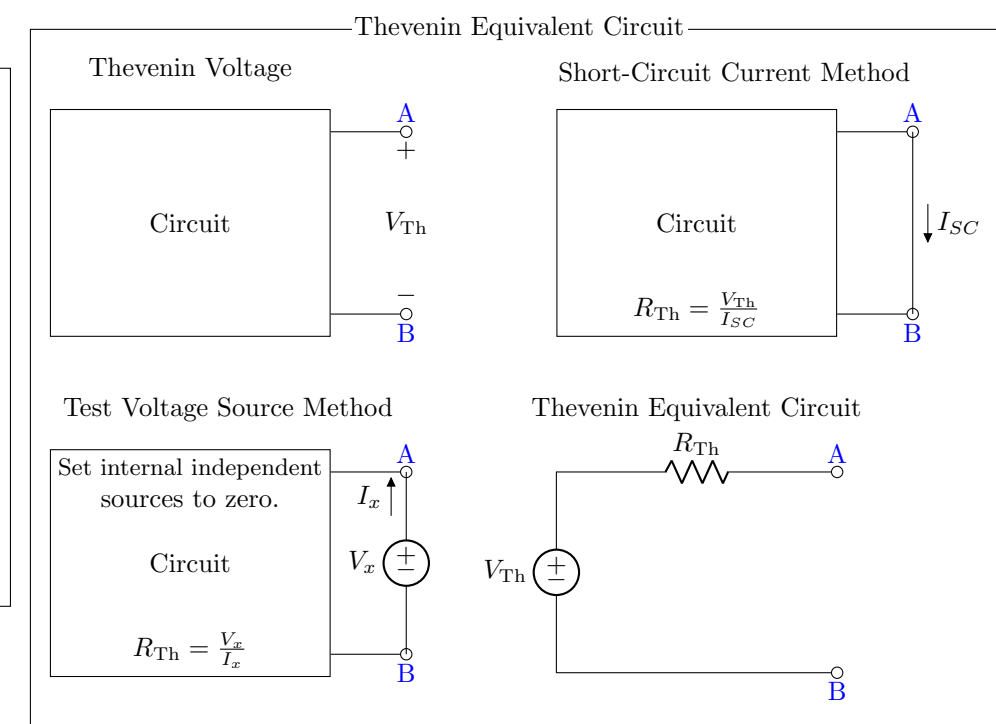 Thevenin Equivalent Circuit
Thevenin Voltage
A
+
Circuit
V_Th
−
B
Short-Circuit Current Method
A
Circuit
I_SC
R_Th = V_Th / I_SC
B
Test Voltage Source Method
A
Set internal independent
sources to zero.
I_x
Circuit
V_x
+
−
R_Th = V_x / I_x
B
Thevenin Equivalent Circuit
R_Th
A
V_Th
+
−
B